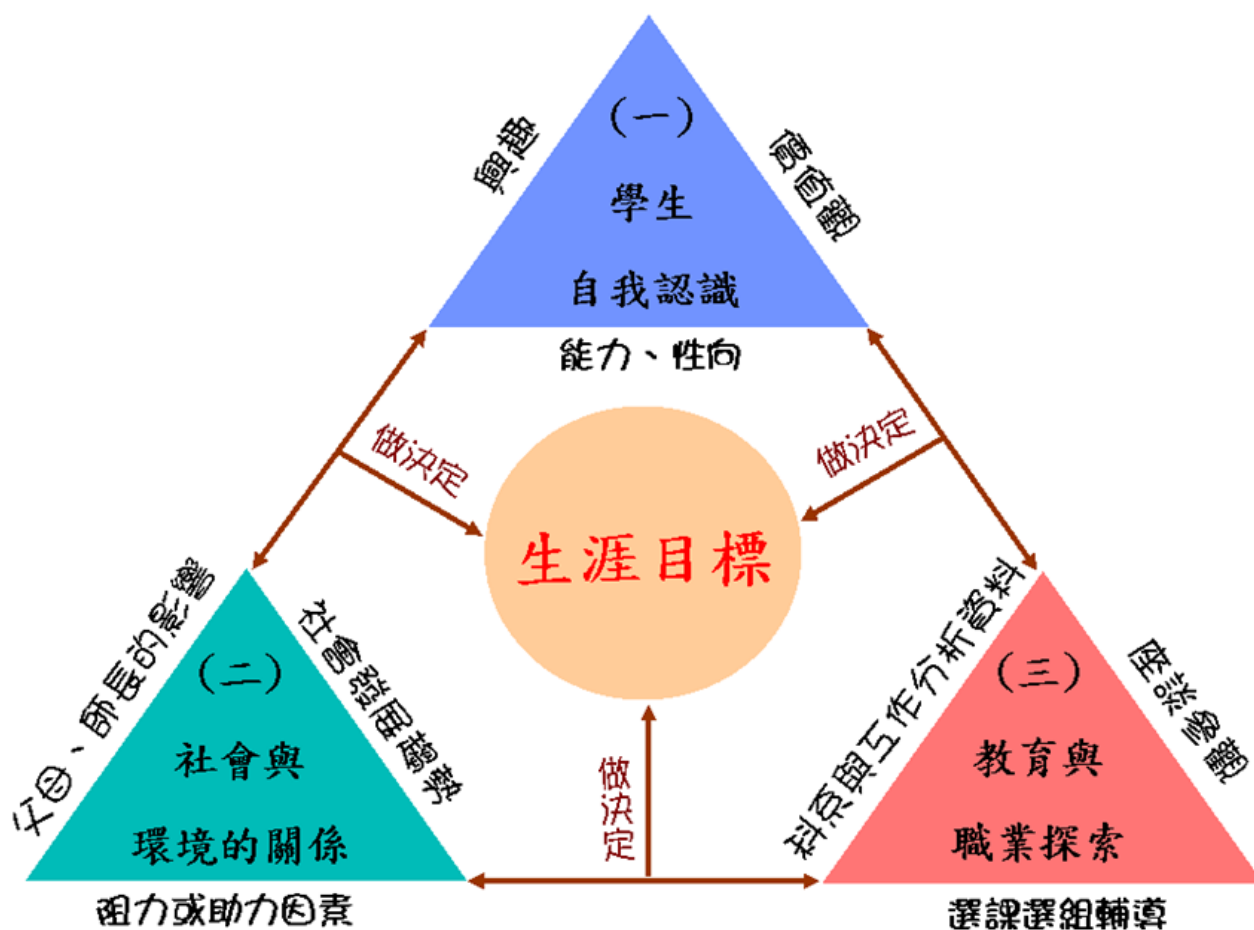 (一)
學生
自我認識
興趣
價值觀
能力、性向
做決定
做決定
生涯目標
父母、師長的影響
社會發展趨勢
(二)
社會與
環境的關係
阻力或助力因素
做決定
科系與工作分析資料
座談參觀
(三)
教育與
職業探索
選課選組輔導